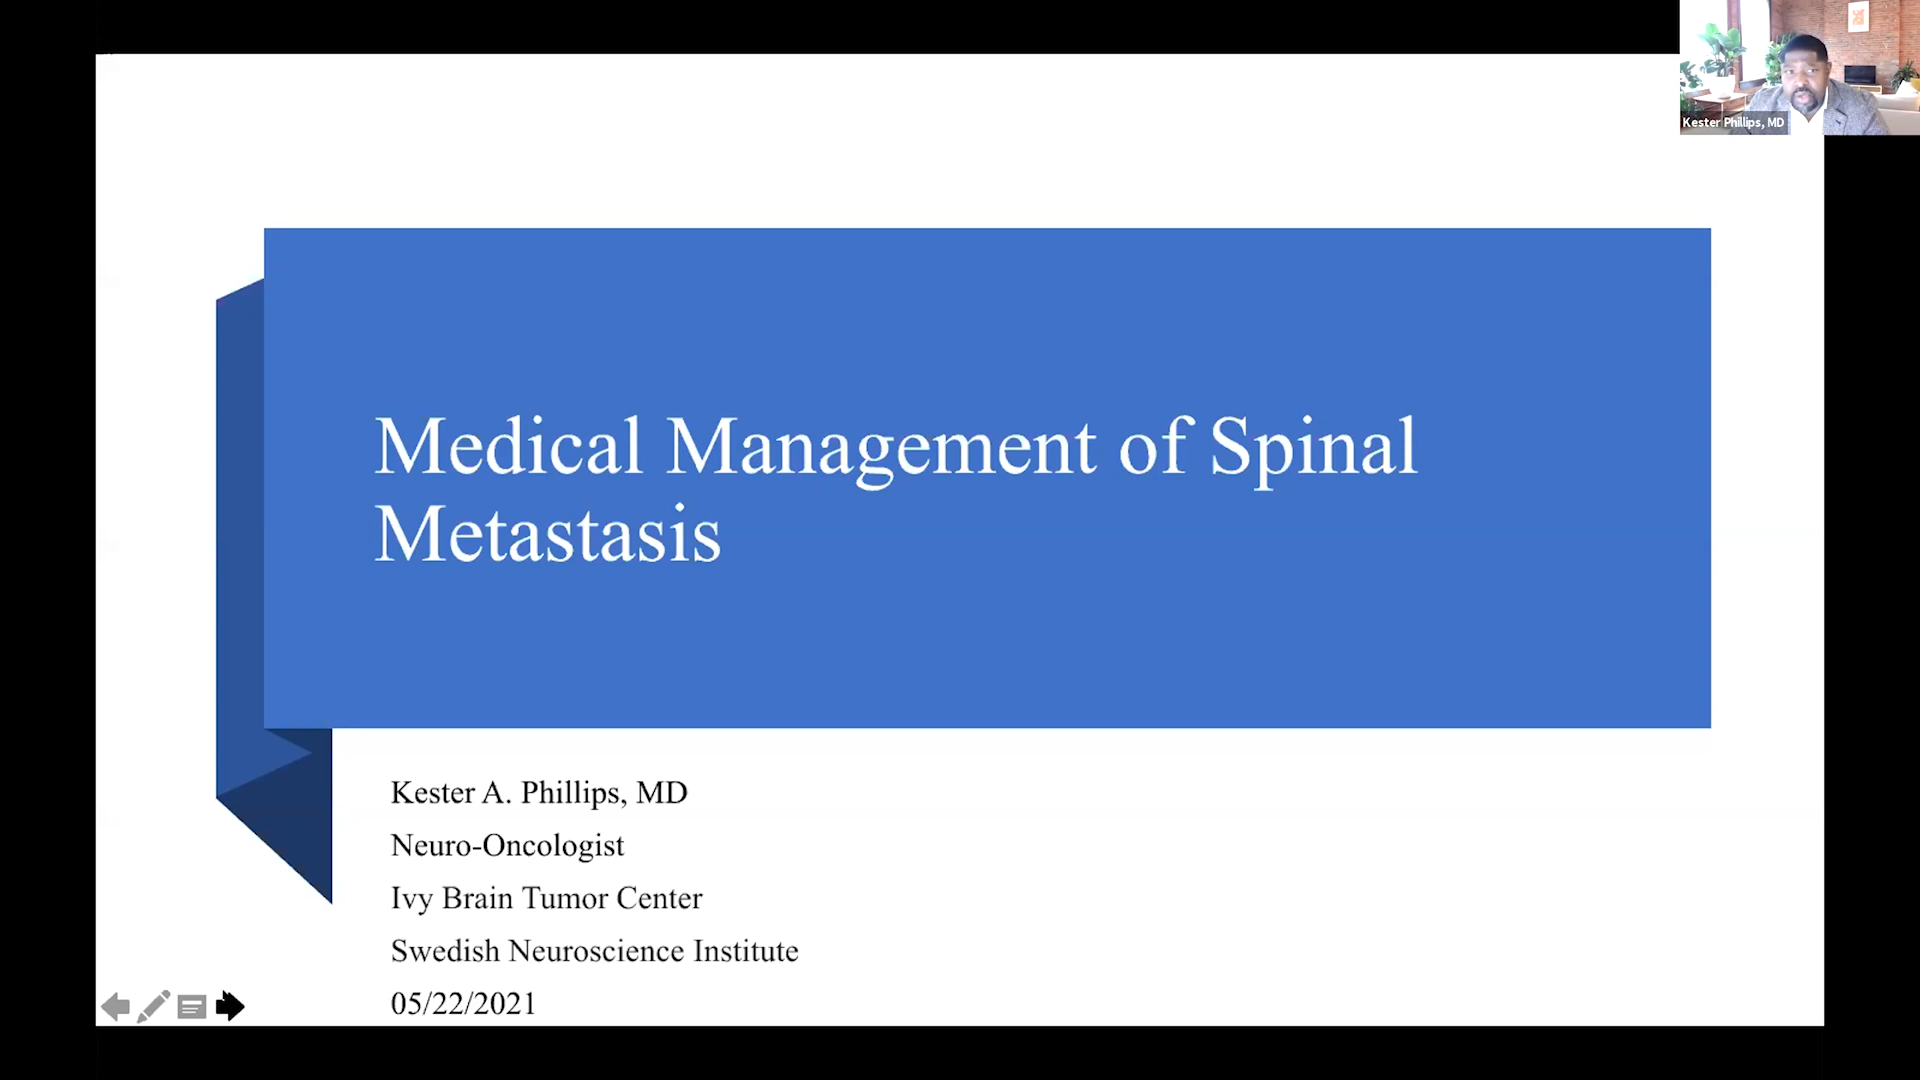 Kester Phillips, MD
Medical Management of Spinal
Metastasis
Kester A. Phillips, MD
Neuro-Oncologist
Ivy Brain Tumor Center
Swedish Neuroscience Institute
05/22/2021